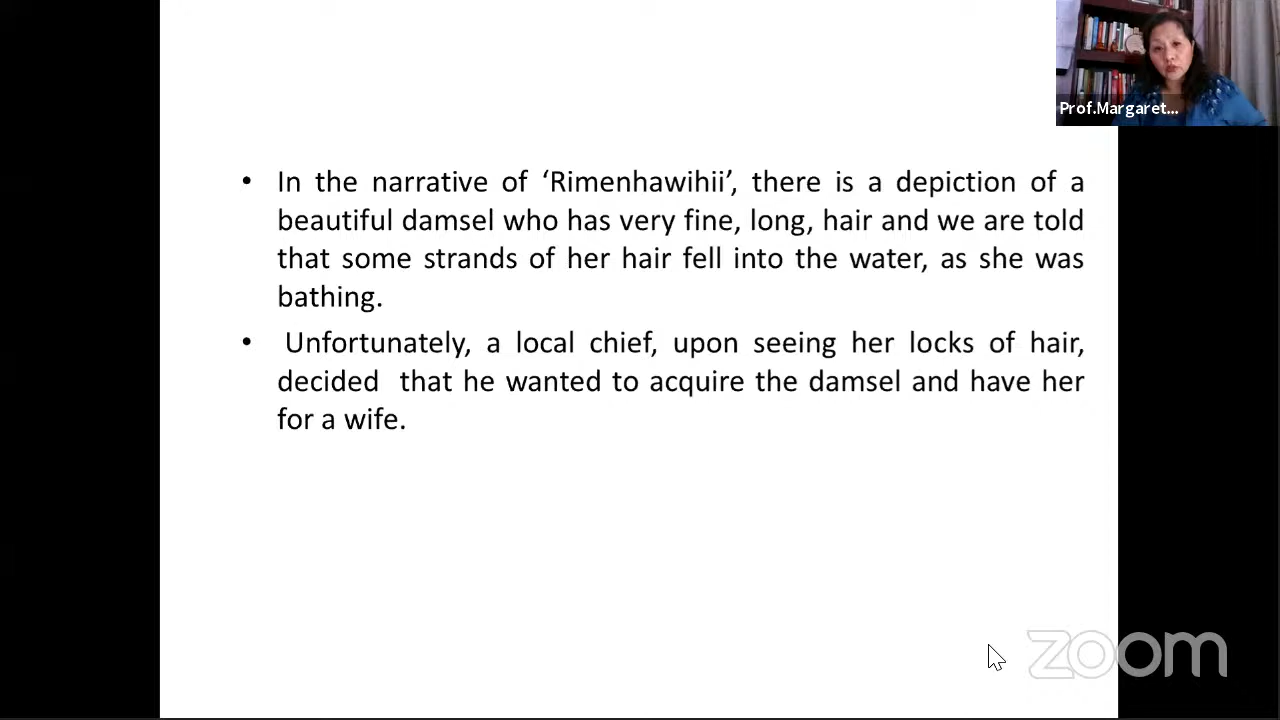 Prof.Margaret...
• In the narrative of ‘Rimenhawihii’, there is a depiction of a
beautiful damsel who has very fine, long, hair and we are told
that some strands of her hair fell into the water, as she was
bathing.
• Unfortunately, a local chief, upon seeing her locks of hair,
decided that he wanted to acquire the damsel and have her
for a wife.
zoom